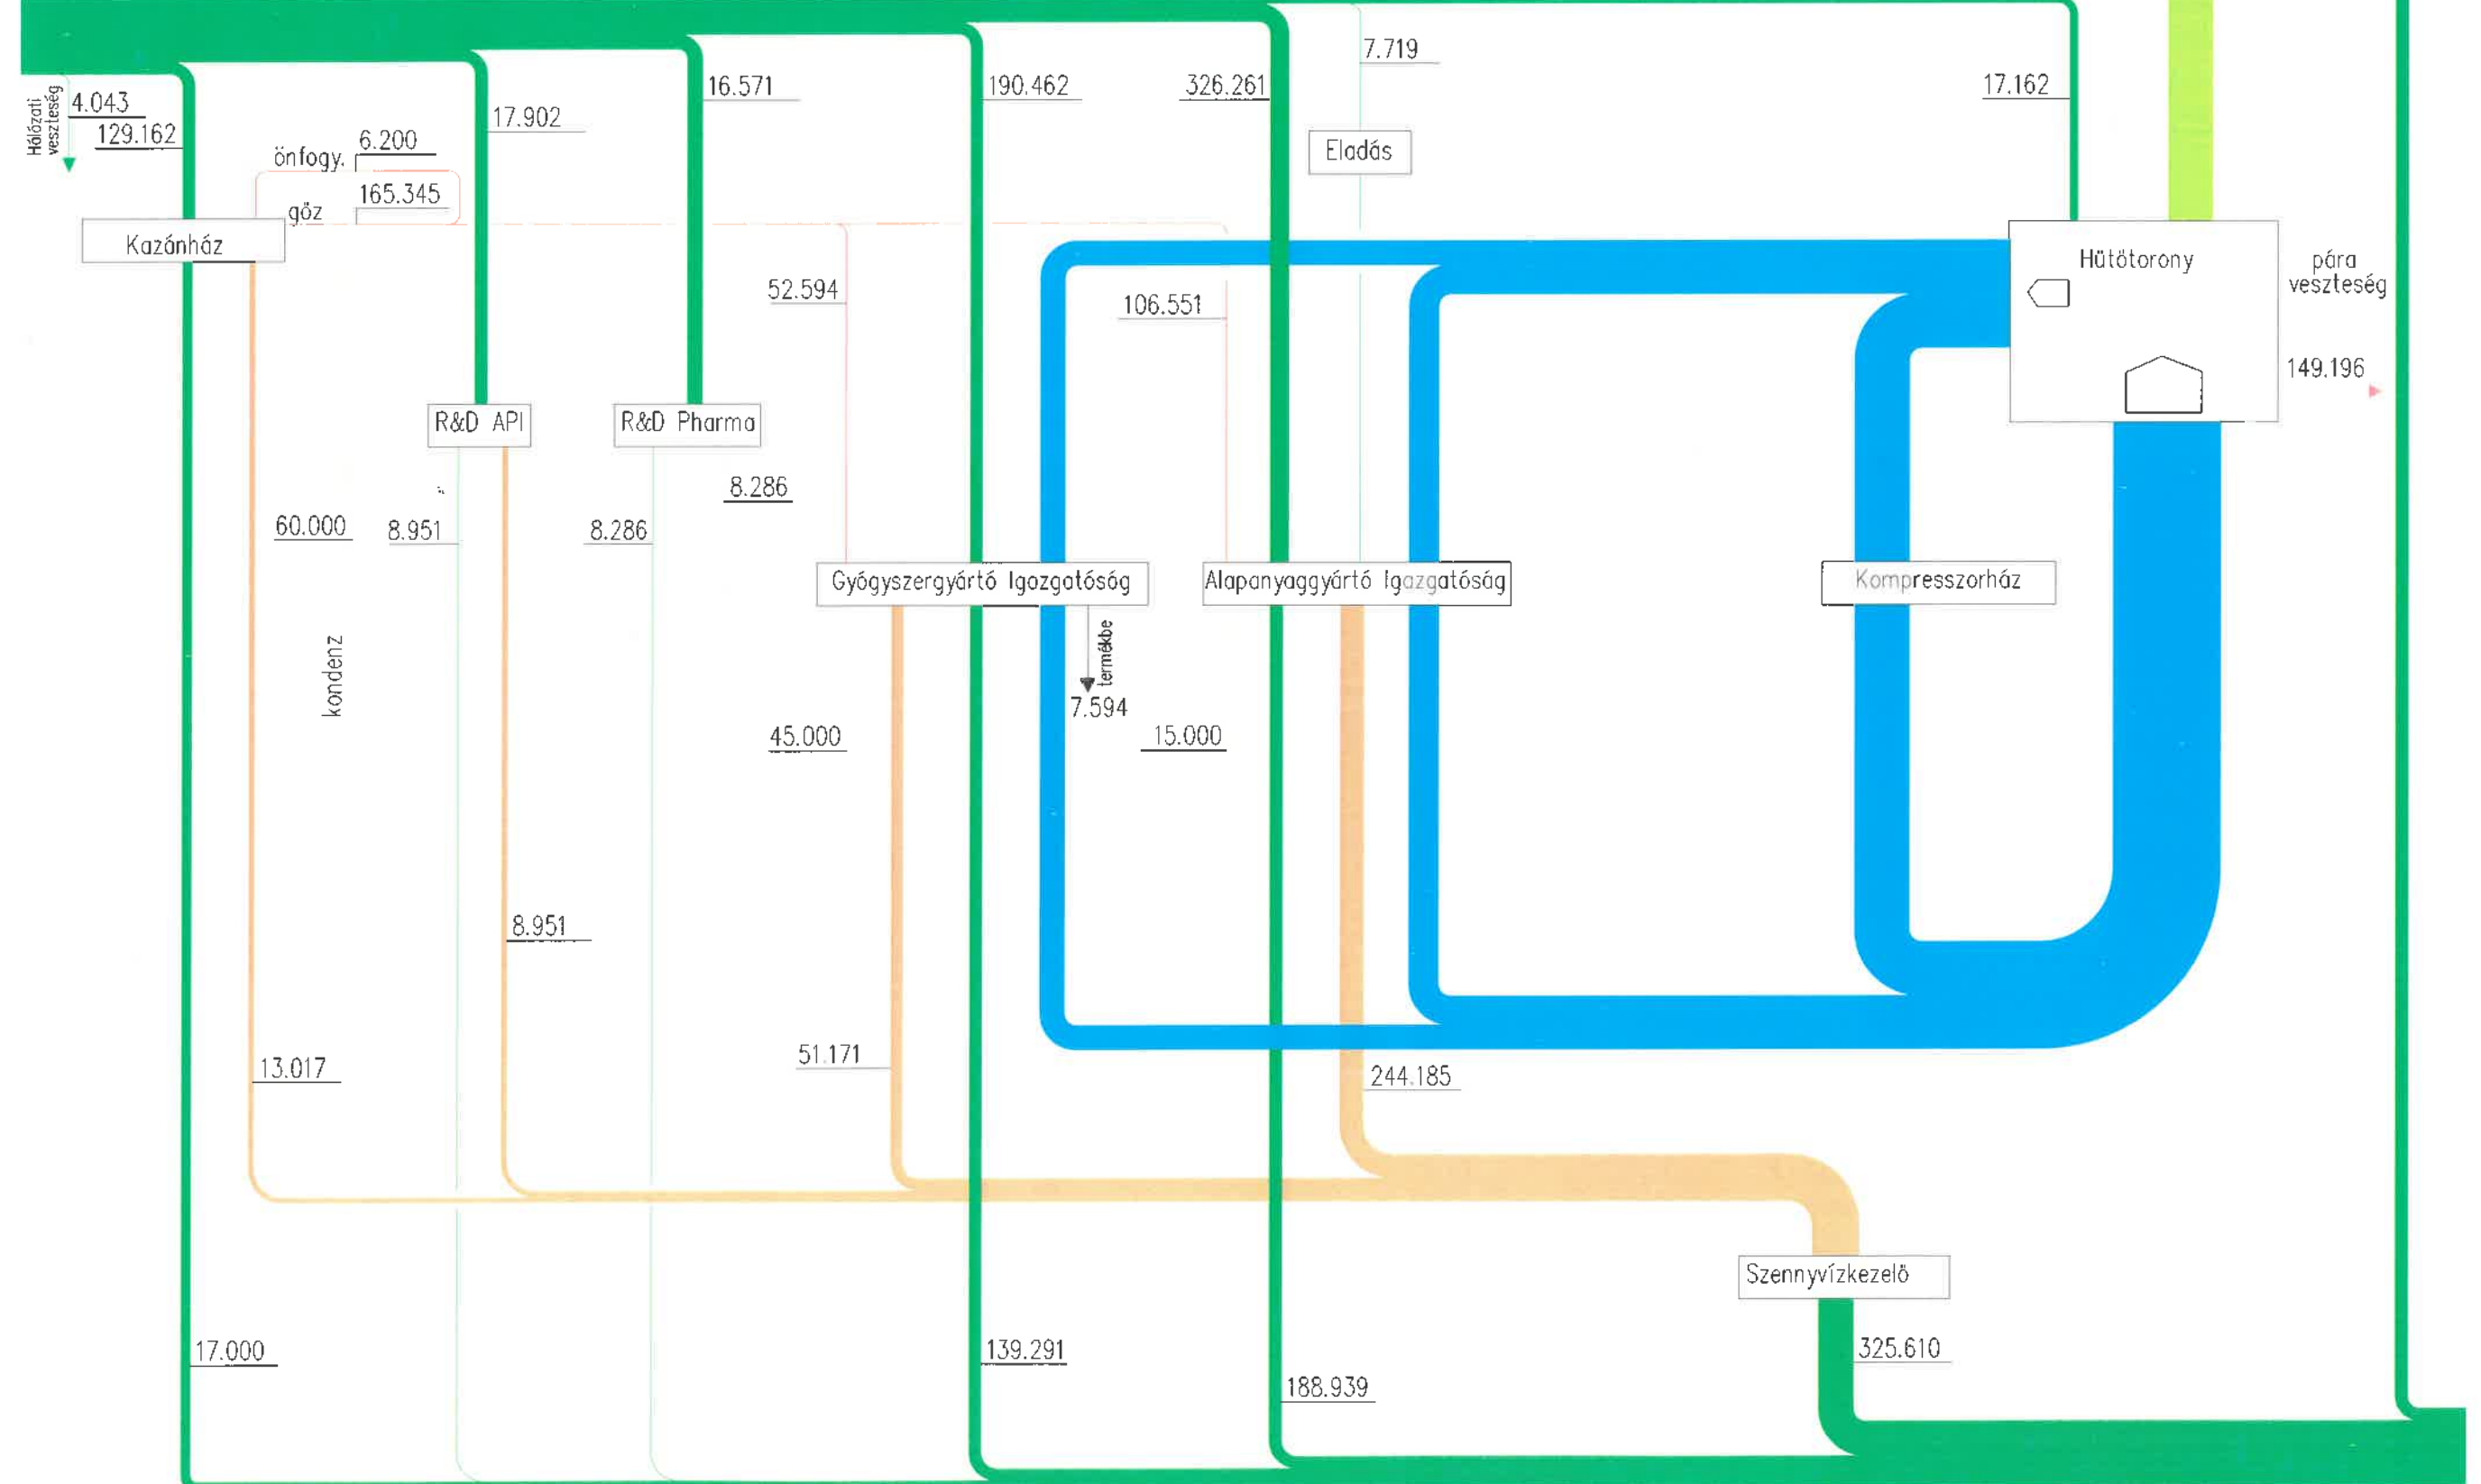 7.719
16.571
190.462
326.261
17.162
Hálózati
veszteség
4.043
129.162
17.902
önfogy.
6.200
Eladás
165.345
gőz
Kazánház
Hűtőtorony
pára
veszteség
52.594
106.551
149.196
R&D API
R&D Pharma
8.286
60.000
8.951
8.286
Gyógyszergyártó Igazgatóság
Alapanyaggyártó Igazgatóság
Kompresszorház
termékbe
kondenz
7.594
45.000
15.000
8.951
51.171
13.017
244.185
Szennyvízkezelő
17.000
139.291
325.610
188.939